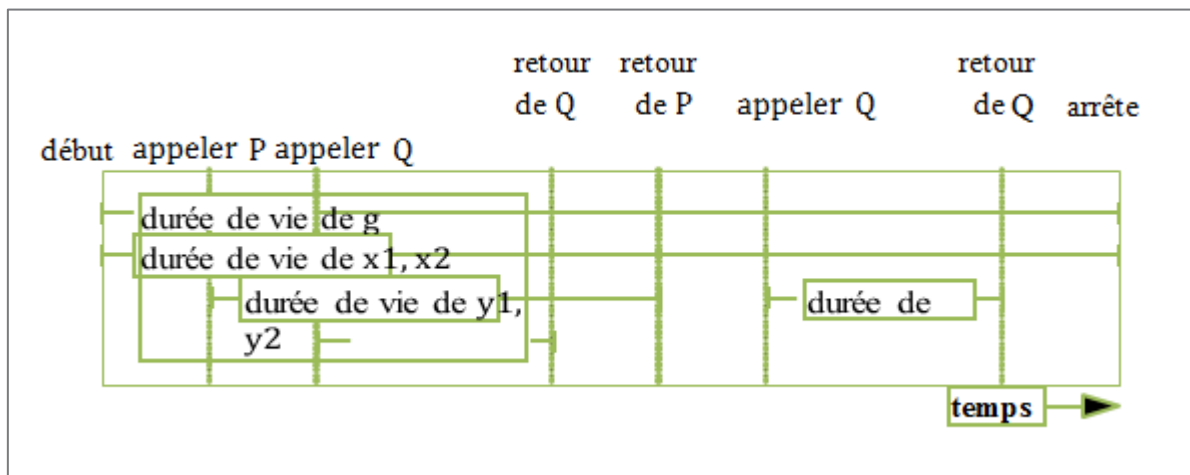 retour retour retour
de Q de P appeler Q de Q arrête
début appeler P appeler Q
durée de vie de g
durée de vie de x1, x2
durée de vie de y1, durée de
y2
temps